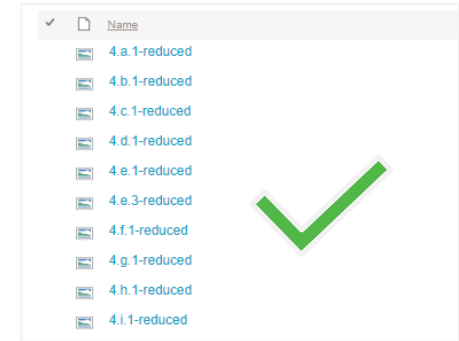 Name
4.a.1-reduced
4.b.1-reduced
4.c.1-reduced
4.d.1-reduced
4.e.1-reduced
4.e.3-reduced
4.f.1-reduced
4.g.1-reduced
4.h.1-reduced
4.i.1-reduced